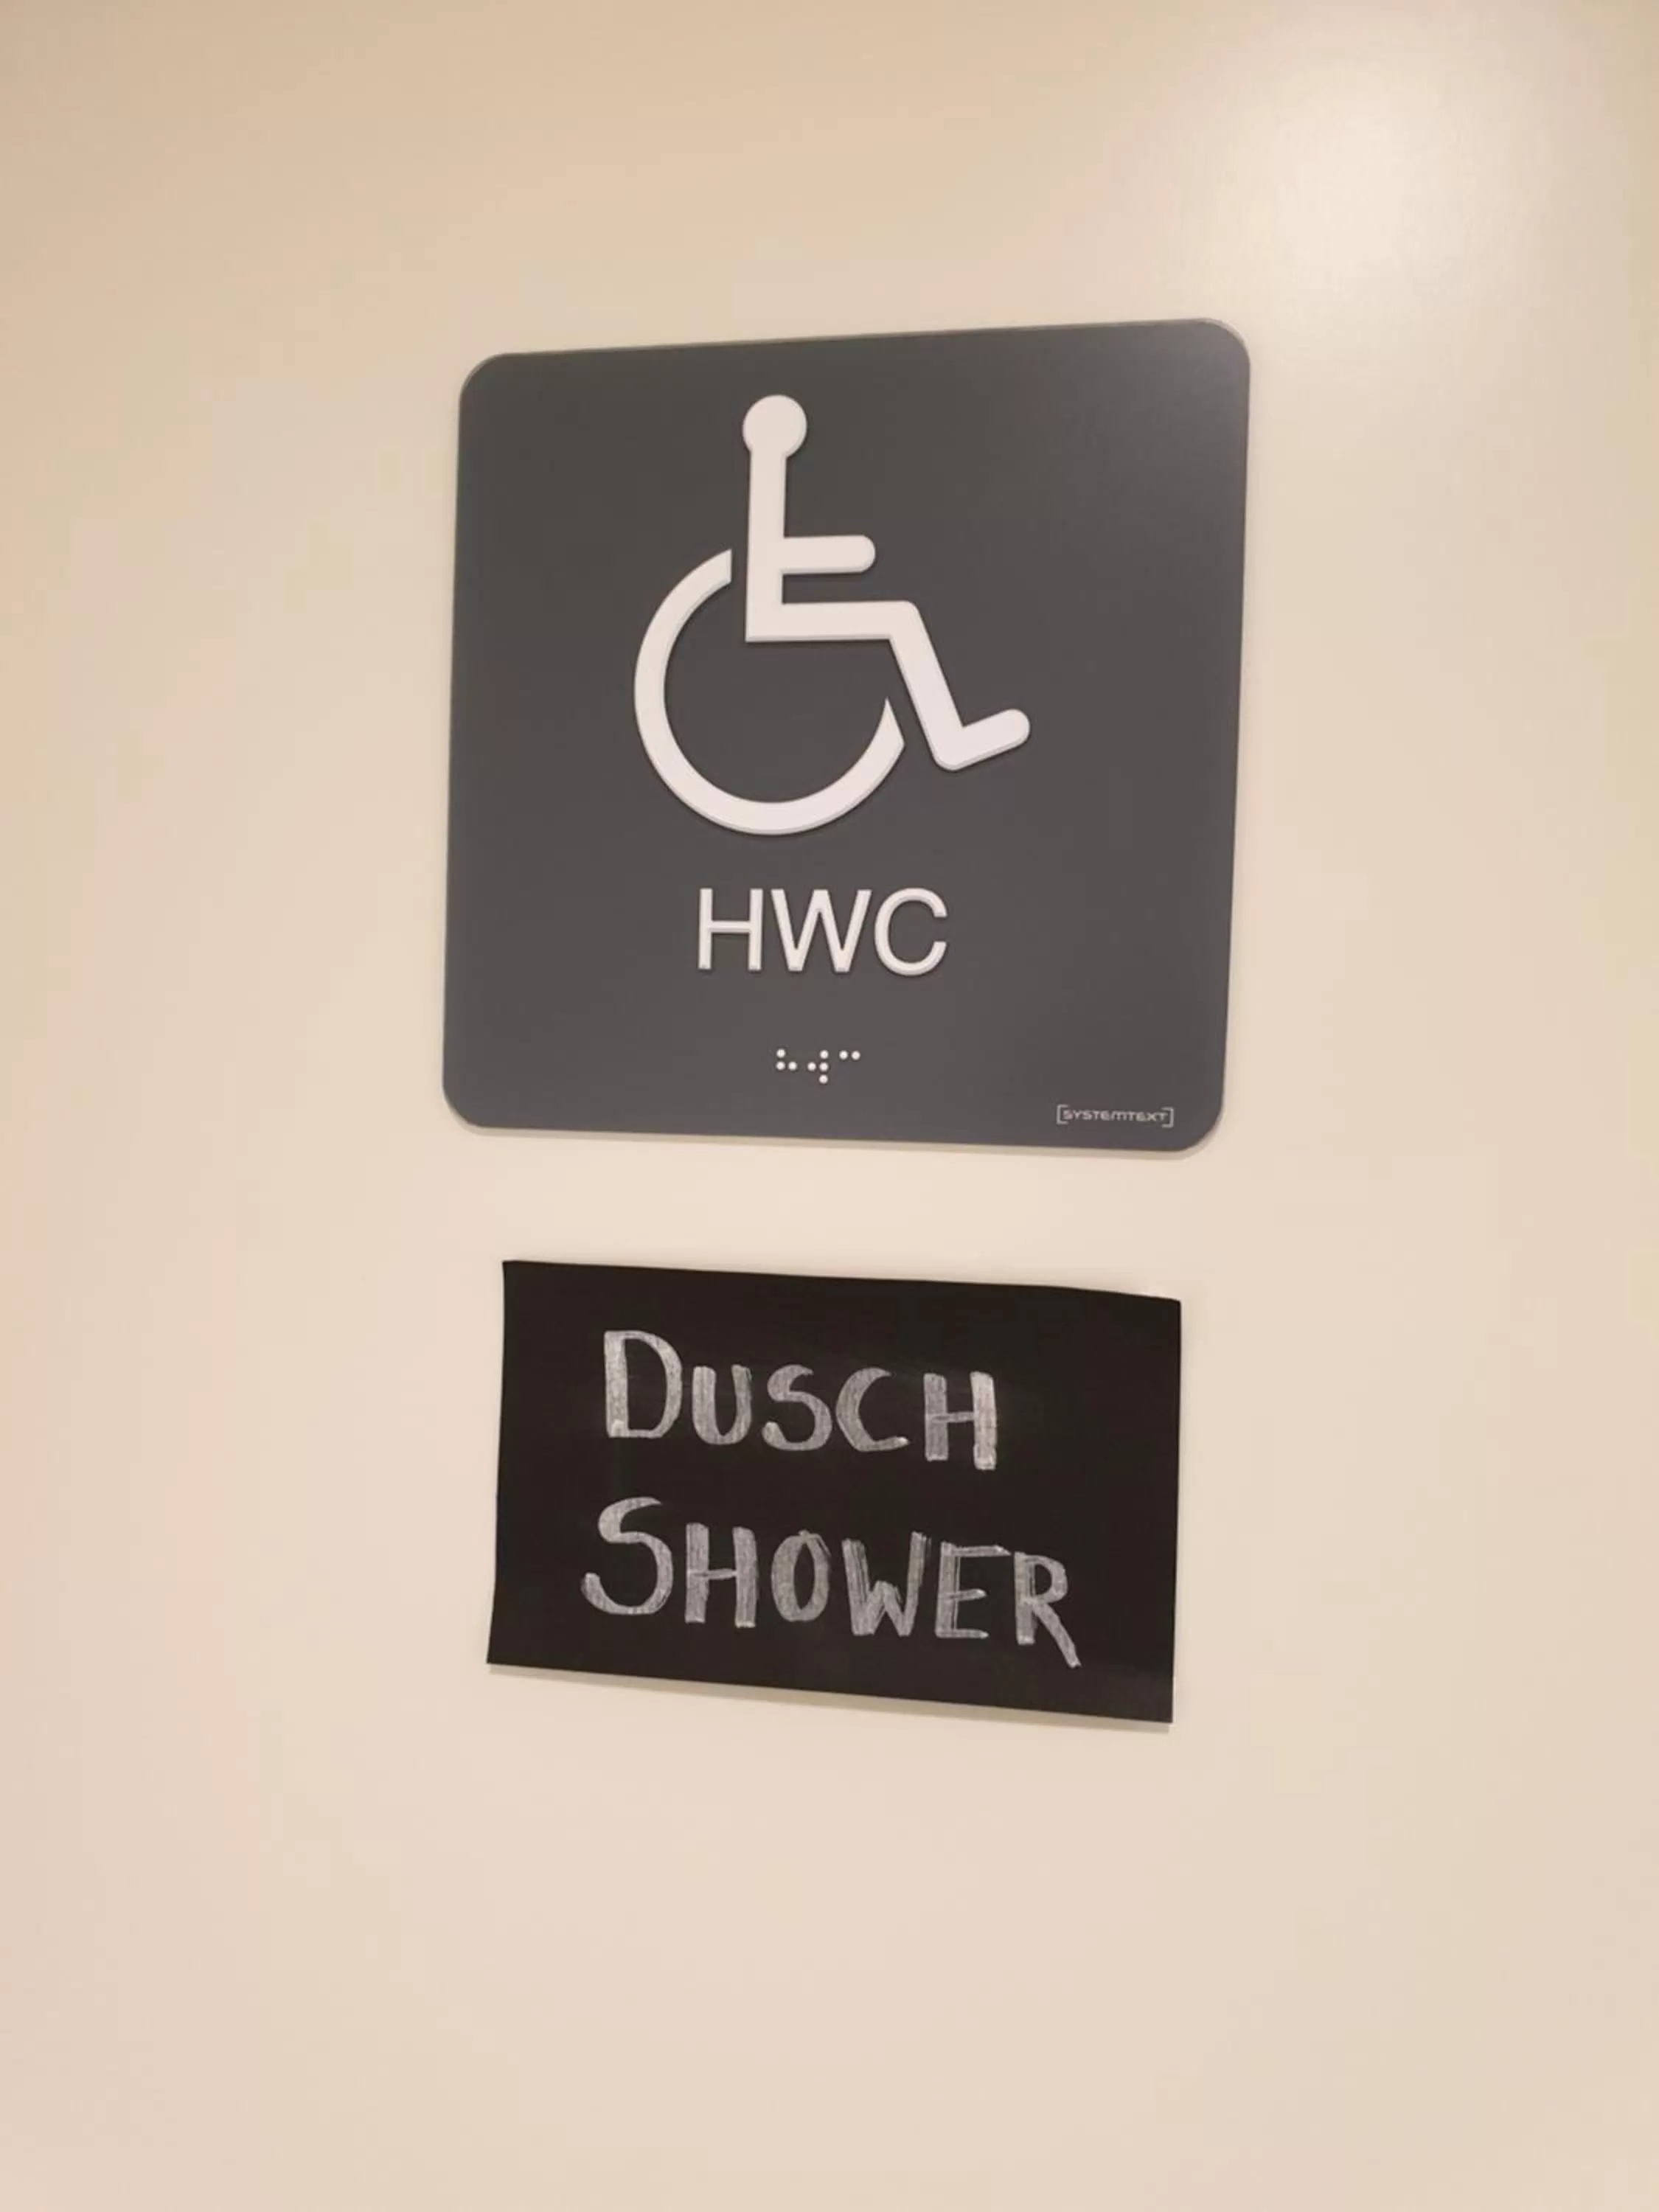 HWC
⠓⠺⠉
[SYSTEMTEXT]
DUSCH
SHOWER